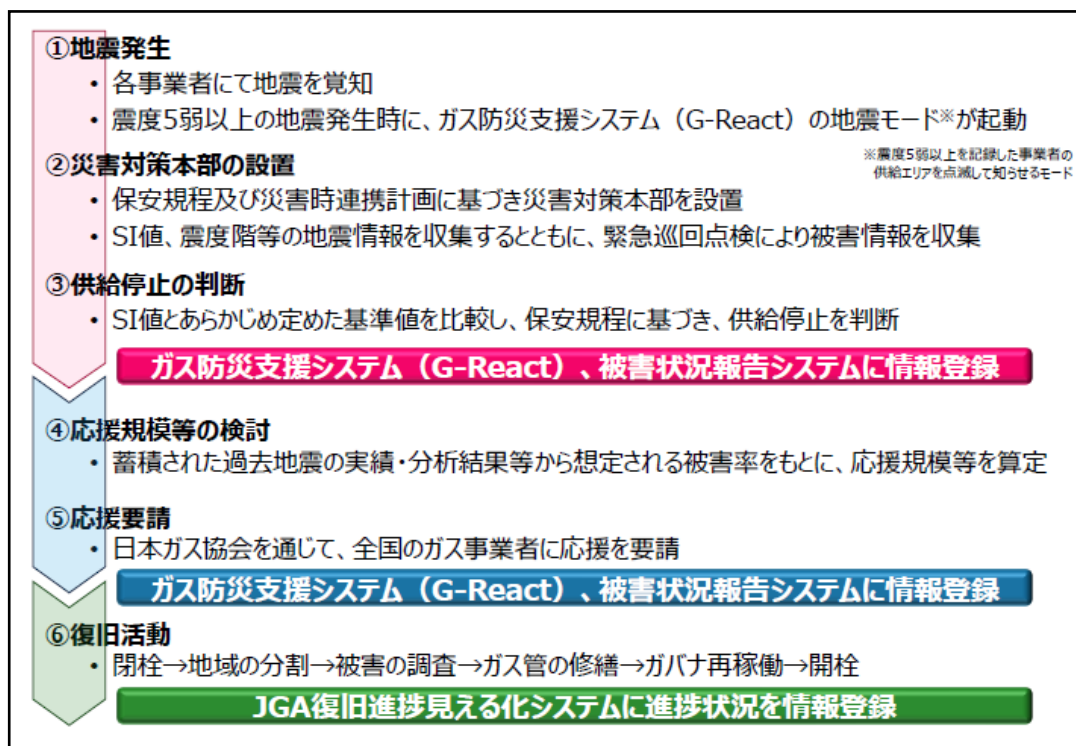 ①地震発生
・各事業者にて地震を覚知
・震度5弱以上の地震発生時に、ガス防災支援システム（G-React）の地震モード※が起動
※震度5弱以上を記録した事業者の
供給エリアを点滅して知らせるモード
②災害対策本部の設置
・保安規程及び災害時連携計画に基づき災害対策本部を設置
・SI値、震度階等の地震情報を収集するとともに、緊急巡回点検により被害情報を収集
③供給停止の判断
・SI値とあらかじめ定めた基準値を比較し、保安規程に基づき、供給停止を判断
ガス防災支援システム（G-React）、被害状況報告システムに情報登録
④応援規模等の検討
・蓄積された過去地震の実績・分析結果等から想定される被害率をもとに、応援規模等を算定
⑤応援要請
・日本ガス協会を通じて、全国のガス事業者に応援を要請
ガス防災支援システム（G-React）、被害状況報告システムに情報登録
⑥復旧活動
・閉栓→地域の分割→被害の調査→ガス管の修繕→ガバナ再稼働→開栓
JGA復旧進捗見える化システムに進捗状況を情報登録